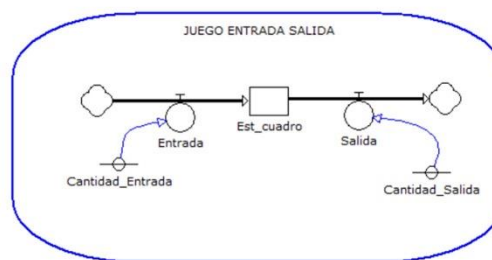 JUEGO ENTRADA SALIDA
Est_cuadro
Entrada
Salida
Cantidad_Entrada
Cantidad_Salida